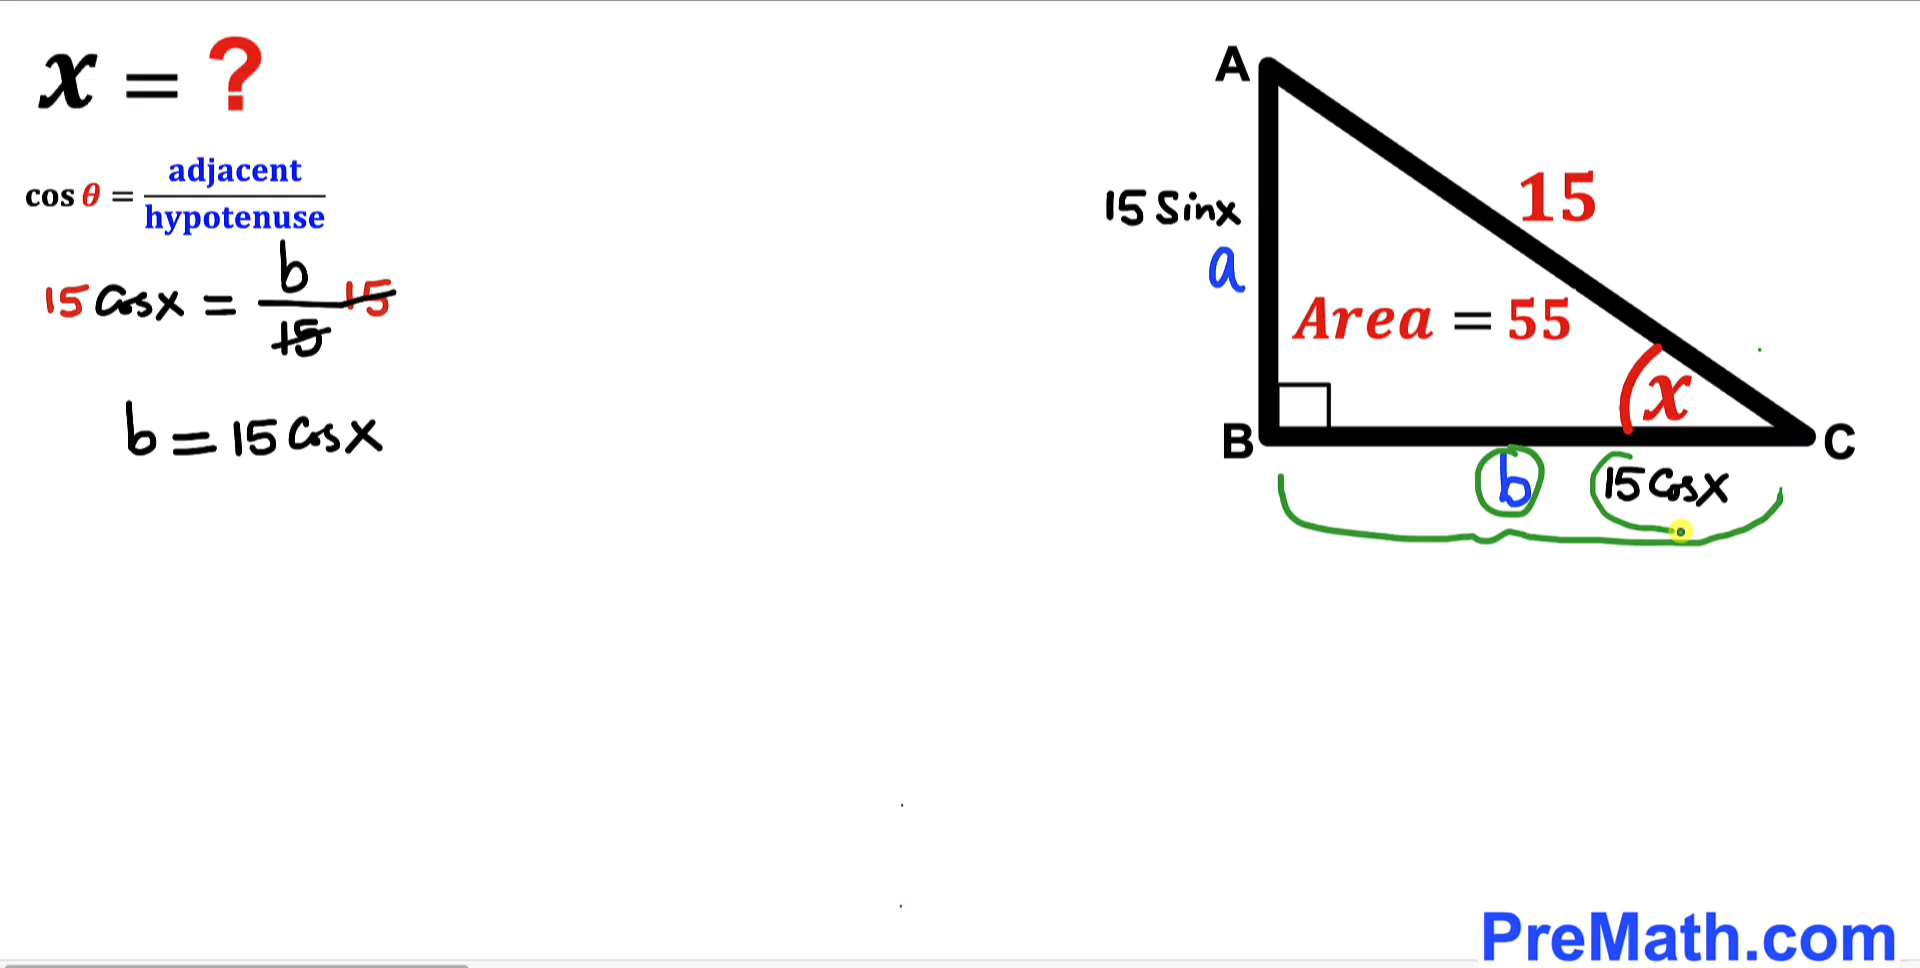 x = ?
cos θ = adjacent / hypotenuse
15 Cosx = b / 15 15
b = 15 Cosx
A
15
15 Sinx
a
Area = 55
x
B
C
b
15 Cosx
PreMath.com